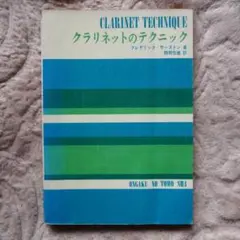 CLARINET TECHNIQUE
クラリネットのテクニック
フレデリック・サーストン 著
ONGAKU NO TOMO SHA